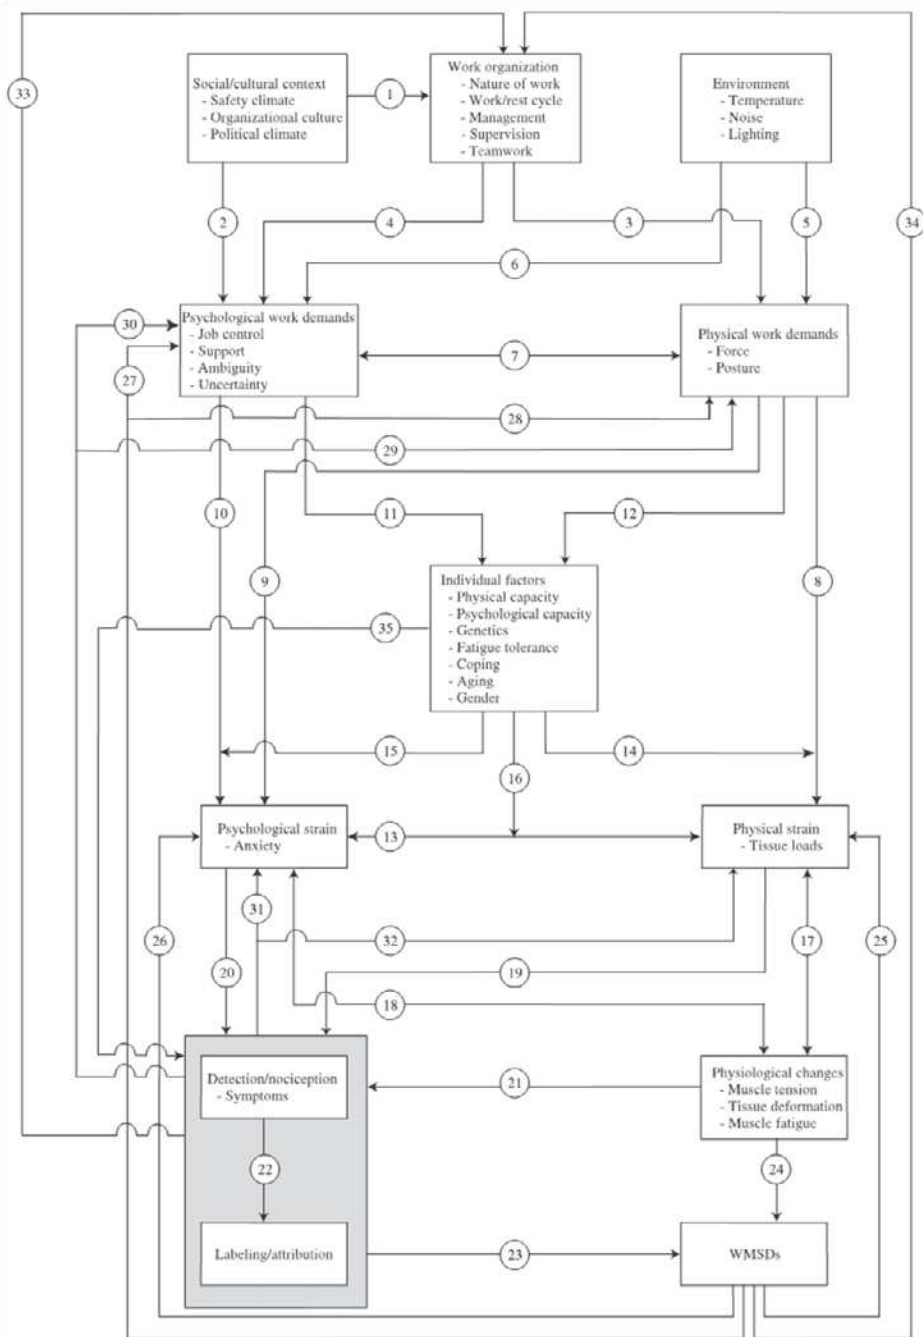 33
Social/cultural context
- Safety climate
- Organizational culture
- Political climate
1
Work organization
- Nature of work
- Work/rest cycle
- Management
- Supervision
- Teamwork
Environment
- Temperature
- Noise
- Lighting
2
4
3
5
34
6
30
27
Psychological work demands
- Job control
- Support
- Ambiguity
- Uncertainty
7
Physical work demands
- Force
- Posture
28
29
10
11
12
9
8
35
Individual factors
- Physical capacity
- Psychological capacity
- Genetics
- Fatigue tolerance
- Coping
- Aging
- Gender
15
14
16
Psychological strain
- Anxiety
13
Physical strain
- Tissue loads
31
26
32
17
25
20
19
18
Detection/nociception
- Symptoms
21
Physiological changes
- Muscle tension
- Tissue deformation
- Muscle fatigue
22
24
Labeling/attribution
23
WMSDs